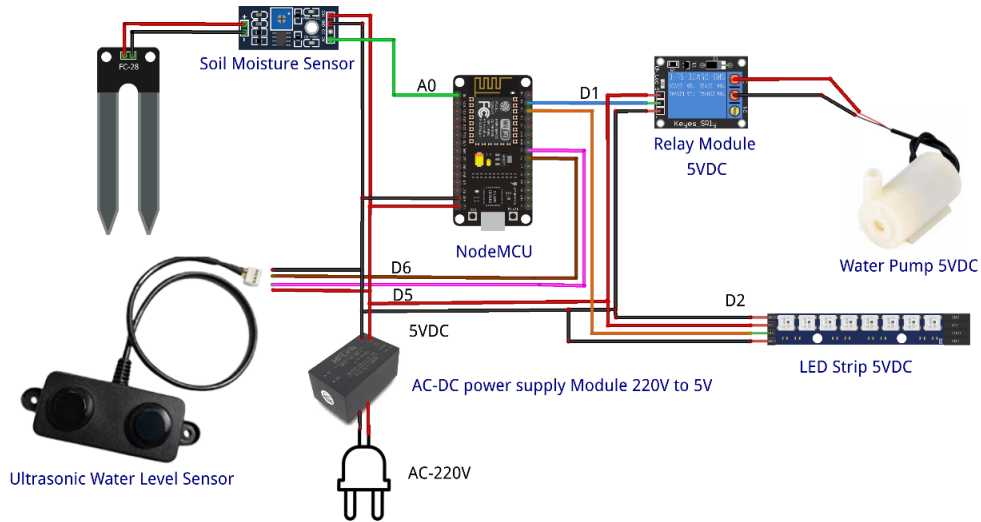 FC-28
Soil Moisture Sensor
A0
D1
Keyes_SRly
Relay Module
5VDC
NodeMCU
Water Pump 5VDC
D6
D5
D2
5VDC
LED Strip 5VDC
AC-DC power supply Module 220V to 5V
AC-220V
Ultrasonic Water Level Sensor